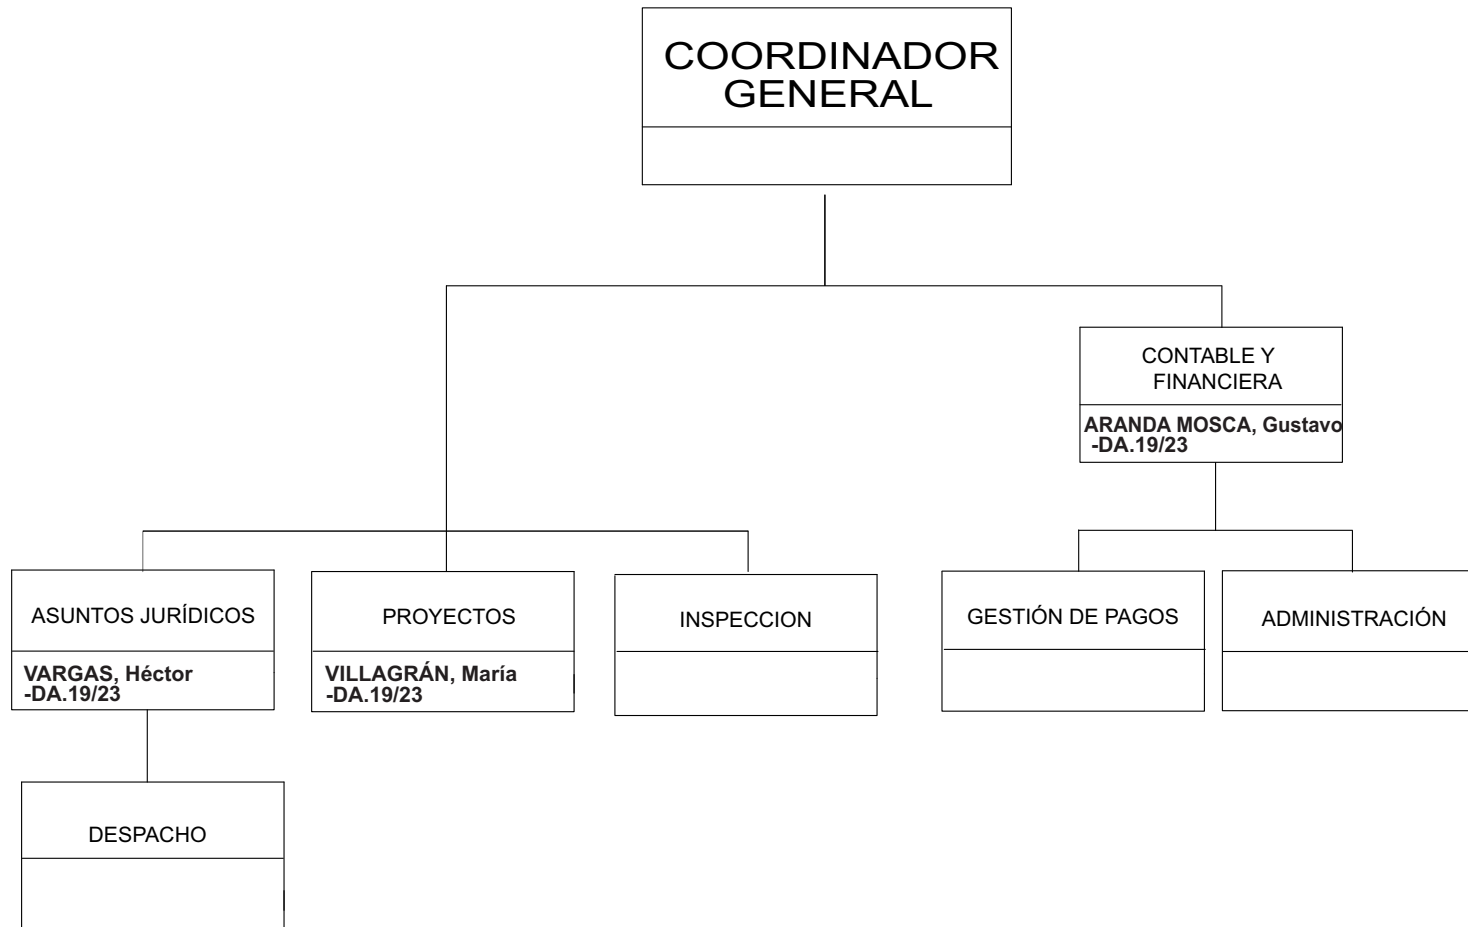 COORDINADOR
GENERAL
CONTABLE Y
FINANCIERA
ARANDA MOSCA, Gustavo
-DA.19/23
ASUNTOS JURÍDICOS
VARGAS, Héctor
-DA.19/23
PROYECTOS
VILLAGRÁN, María
-DA.19/23
INSPECCION
GESTIÓN DE PAGOS
ADMINISTRACIÓN
DESPACHO